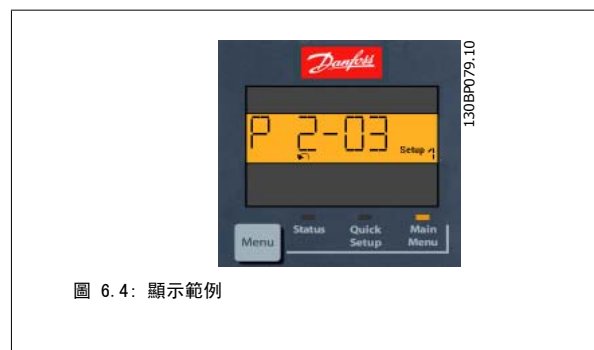 Danfoss
130BP079.10
P 2-03
Setup 1
Menu
Status
Quick Setup
Main Menu
圖 6.4: 顯示範例